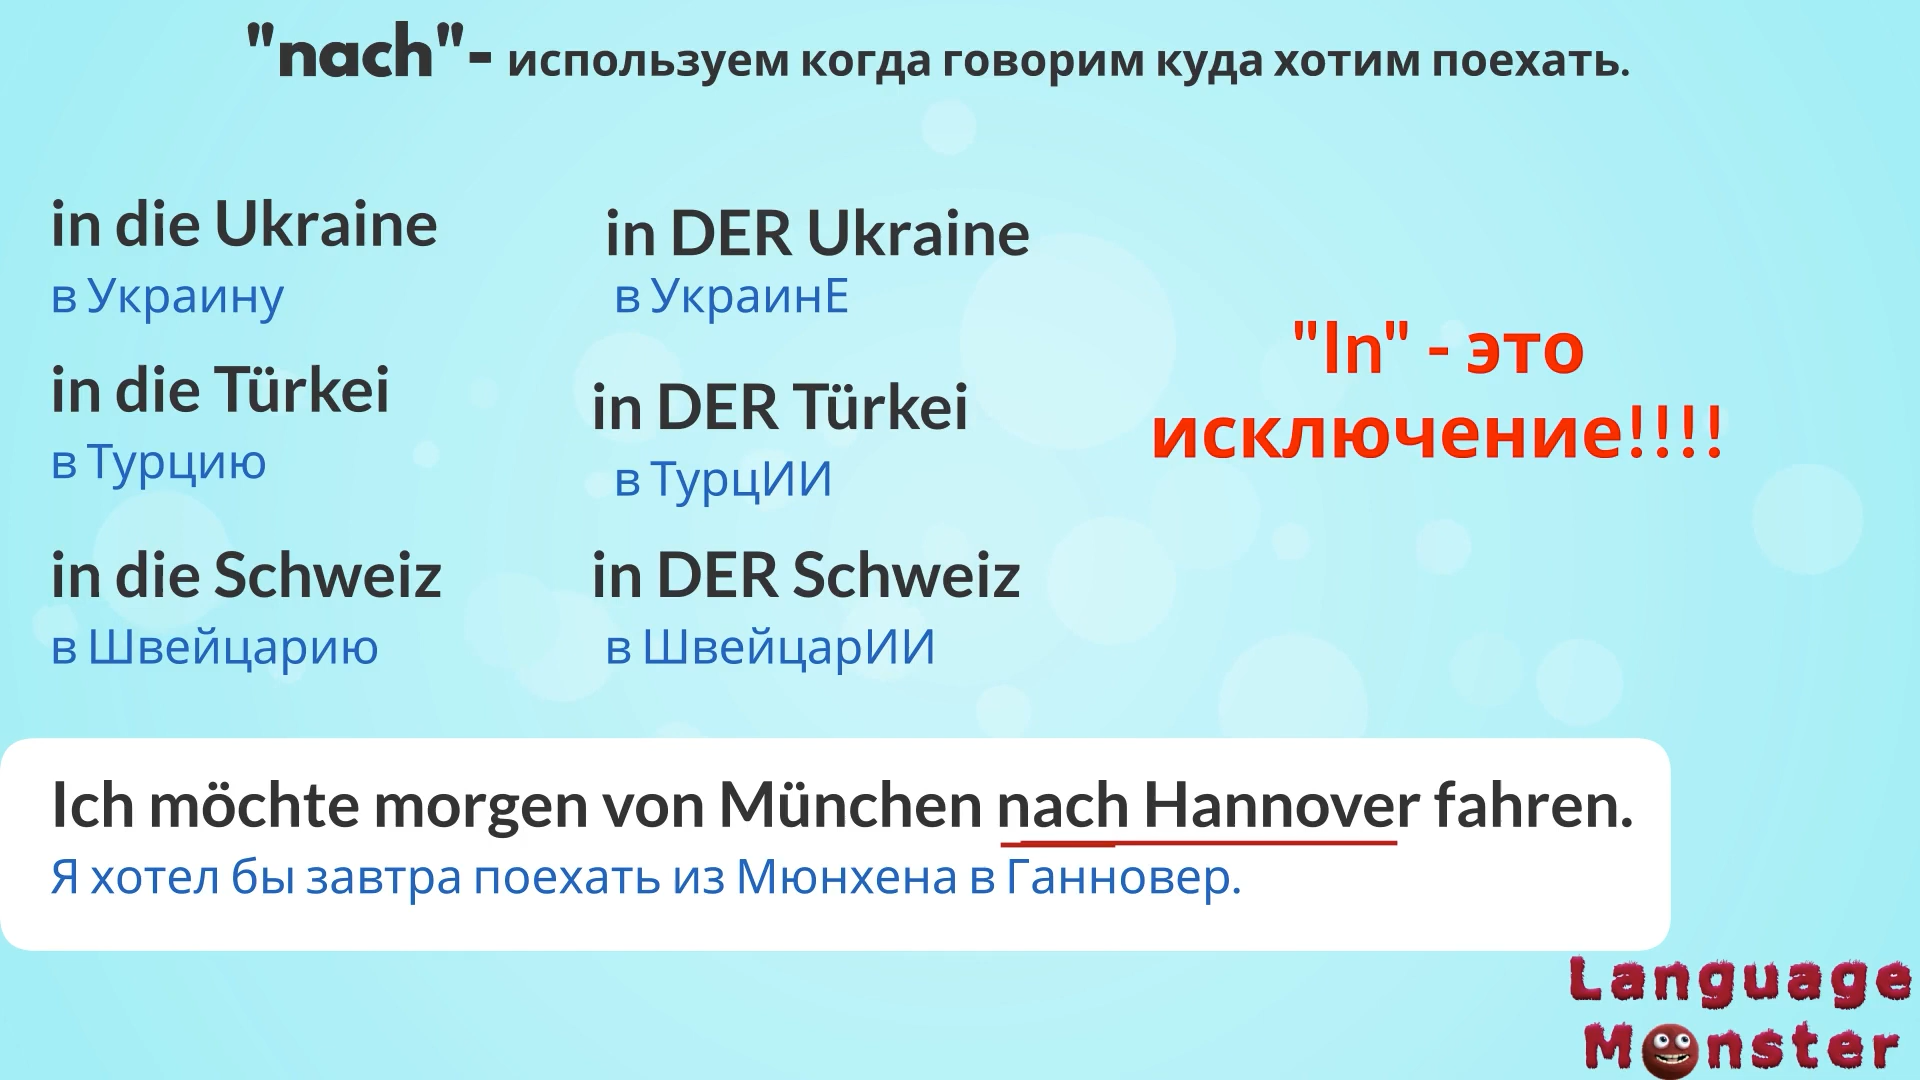 "nach"- используем когда говорим куда хотим поехать.
in die Ukraine
в Украину
in die Türkei
в Турцию
in die Schweiz
в Швейцарию
in DER Ukraine
в УкраинЕ
in DER Türkei
в ТурцИИ
in DER Schweiz
в ШвейцарИИ
"In" - это
исключение!!!!
Ich möchte morgen von München nach Hannover fahren.
Я хотел бы завтра поехать из Мюнхена в Ганновер.
Language
Monster